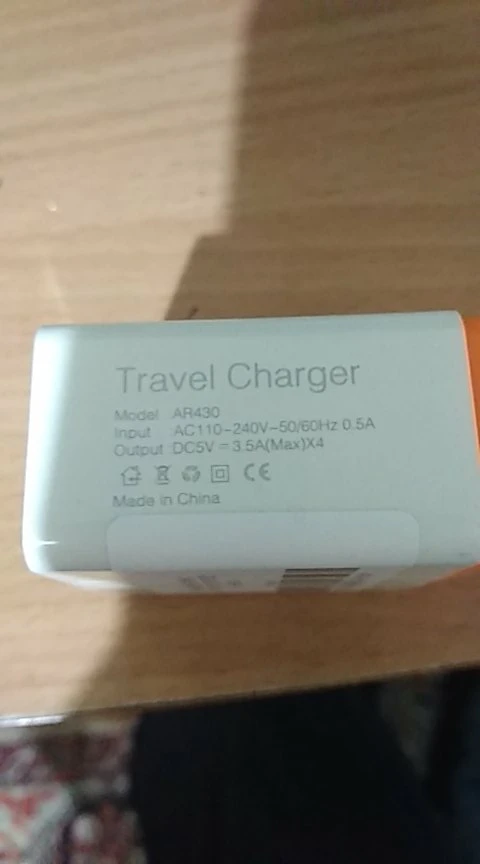 Travel Charger
Model AR430
Input AC110-240V~50/60Hz 0.5A
Output DC5V=3.5A(Max)X4
CE
Made in China